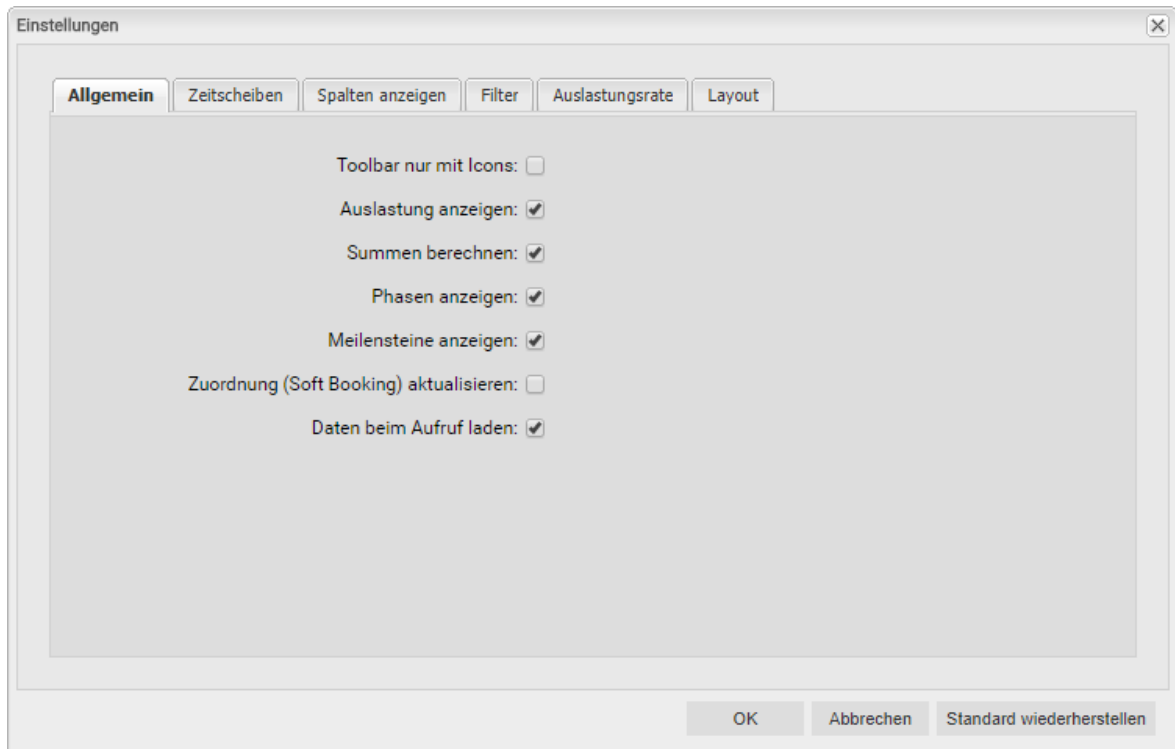 Einstellungen
Allgemein Zeitscheiben Spalten anzeigen Filter Auslastungsrate Layout
Toolbar nur mit Icons:
Auslastung anzeigen:
Summen berechnen:
Phasen anzeigen:
Meilensteine anzeigen:
Zuordnung (Soft Booking) aktualisieren:
Daten beim Aufruf laden:
OK Abbrechen Standard wiederherstellen